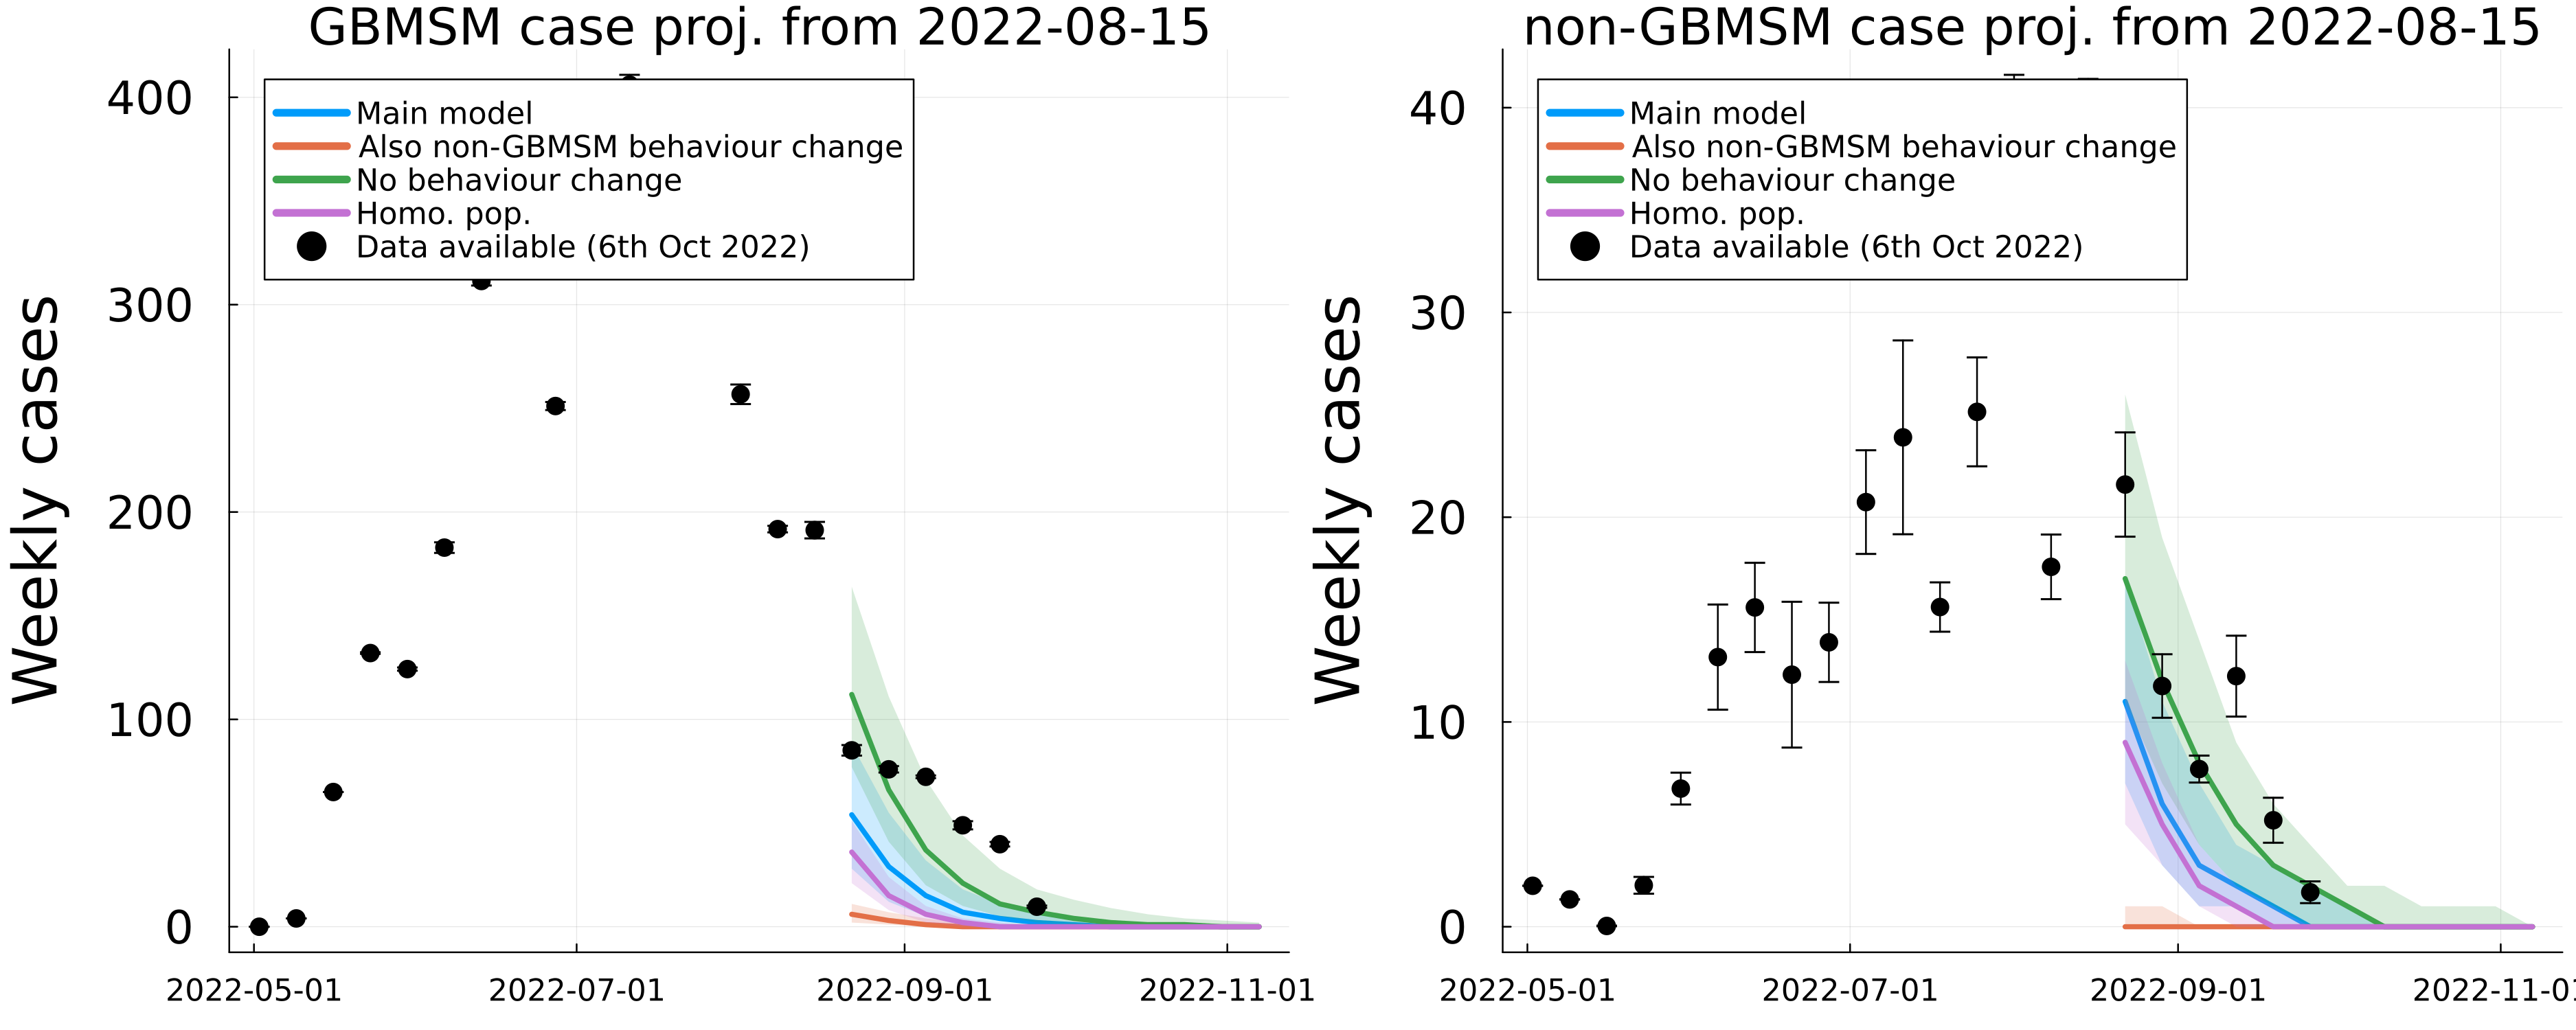 GBMSM case proj. from 2022-08-15
Weekly cases
400
300
200
100
0
Main model
Also non-GBMSM behaviour change
No behaviour change
Homo. pop.
Data available (6th Oct 2022)
2022-05-01
2022-07-01
2022-09-01
2022-11-01
non-GBMSM case proj. from 2022-08-15
Weekly cases
40
30
20
10
0
Main model
Also non-GBMSM behaviour change
No behaviour change
Homo. pop.
Data available (6th Oct 2022)
2022-05-01
2022-07-01
2022-09-01
2022-11-0